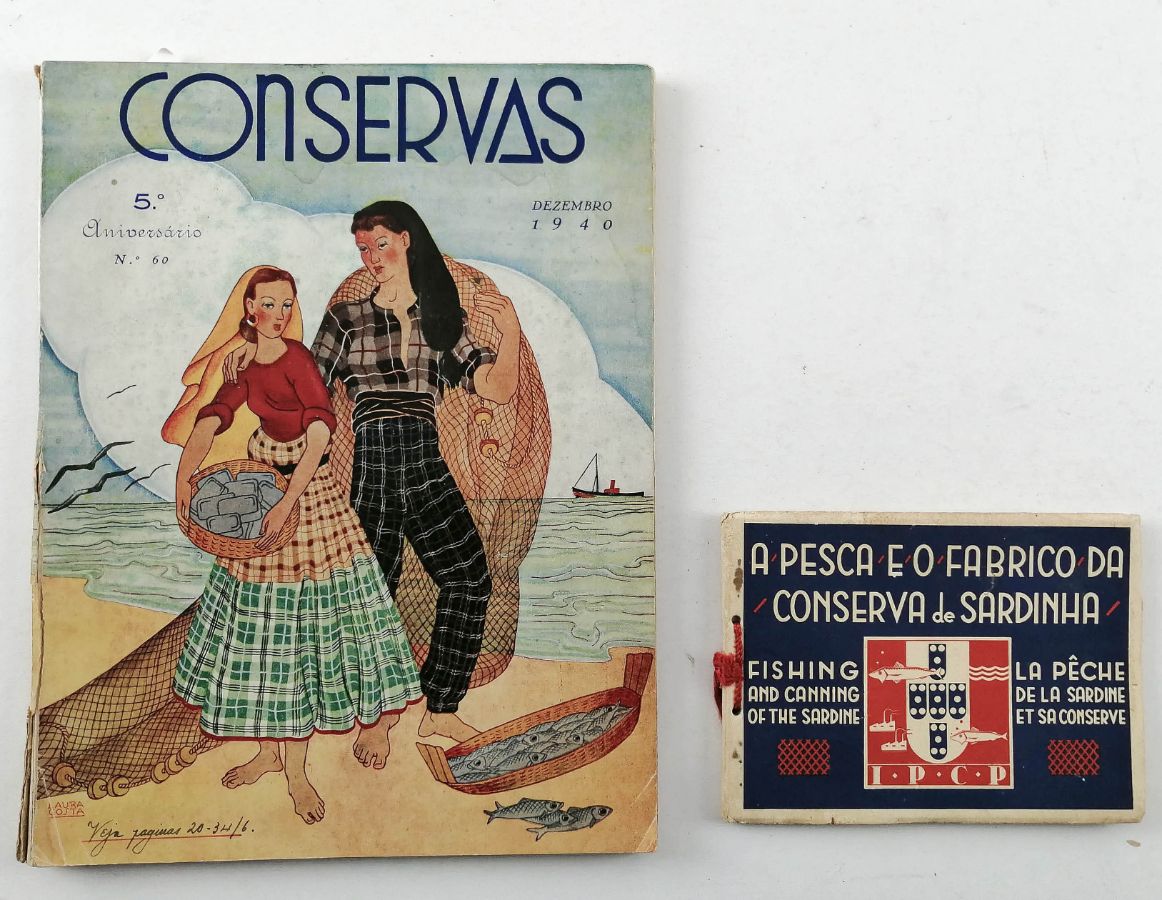 CONSERVAS
5.º
Aniversário
N.º 60
DEZEMBRO
1940
LAURA
COSTA
Veja paginas 20-34/6.
A PESCA E O FABRICO DA
CONSERVA de SARDINHA
FISHING
AND CANNING
OF THE SARDINE
LA PÊCHE
DE LA SARDINE
ET SA CONSERVE
I·P·C·P